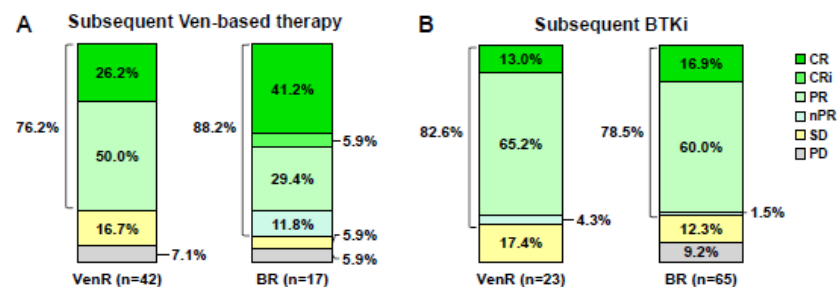 A Subsequent Ven-based therapy
26.2%
50.0%
16.7%
7.1%
76.2%
VenR (n=42)
41.2%
5.9%
29.4%
11.8%
5.9%
5.9%
88.2%
BR (n=17)
B Subsequent BTKi
13.0%
65.2%
4.3%
17.4%
82.6%
VenR (n=23)
16.9%
60.0%
1.5%
12.3%
9.2%
78.5%
BR (n=65)
CR
CRi
PR
nPR
SD
PD